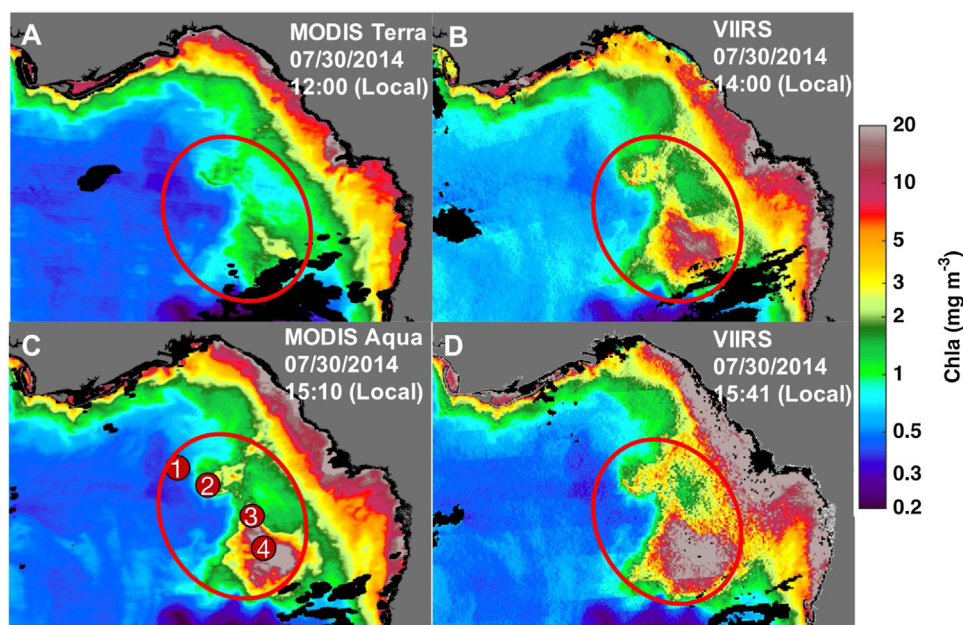 A
MODIS Terra
07/30/2014
12:00 (Local)
B
VIIRS
07/30/2014
14:00 (Local)
C
MODIS Aqua
07/30/2014
15:10 (Local)
1
2
3
4
D
VIIRS
07/30/2014
15:41 (Local)
20
10
5
3
2
1
0.5
0.3
0.2
Chla (mg m⁻³)